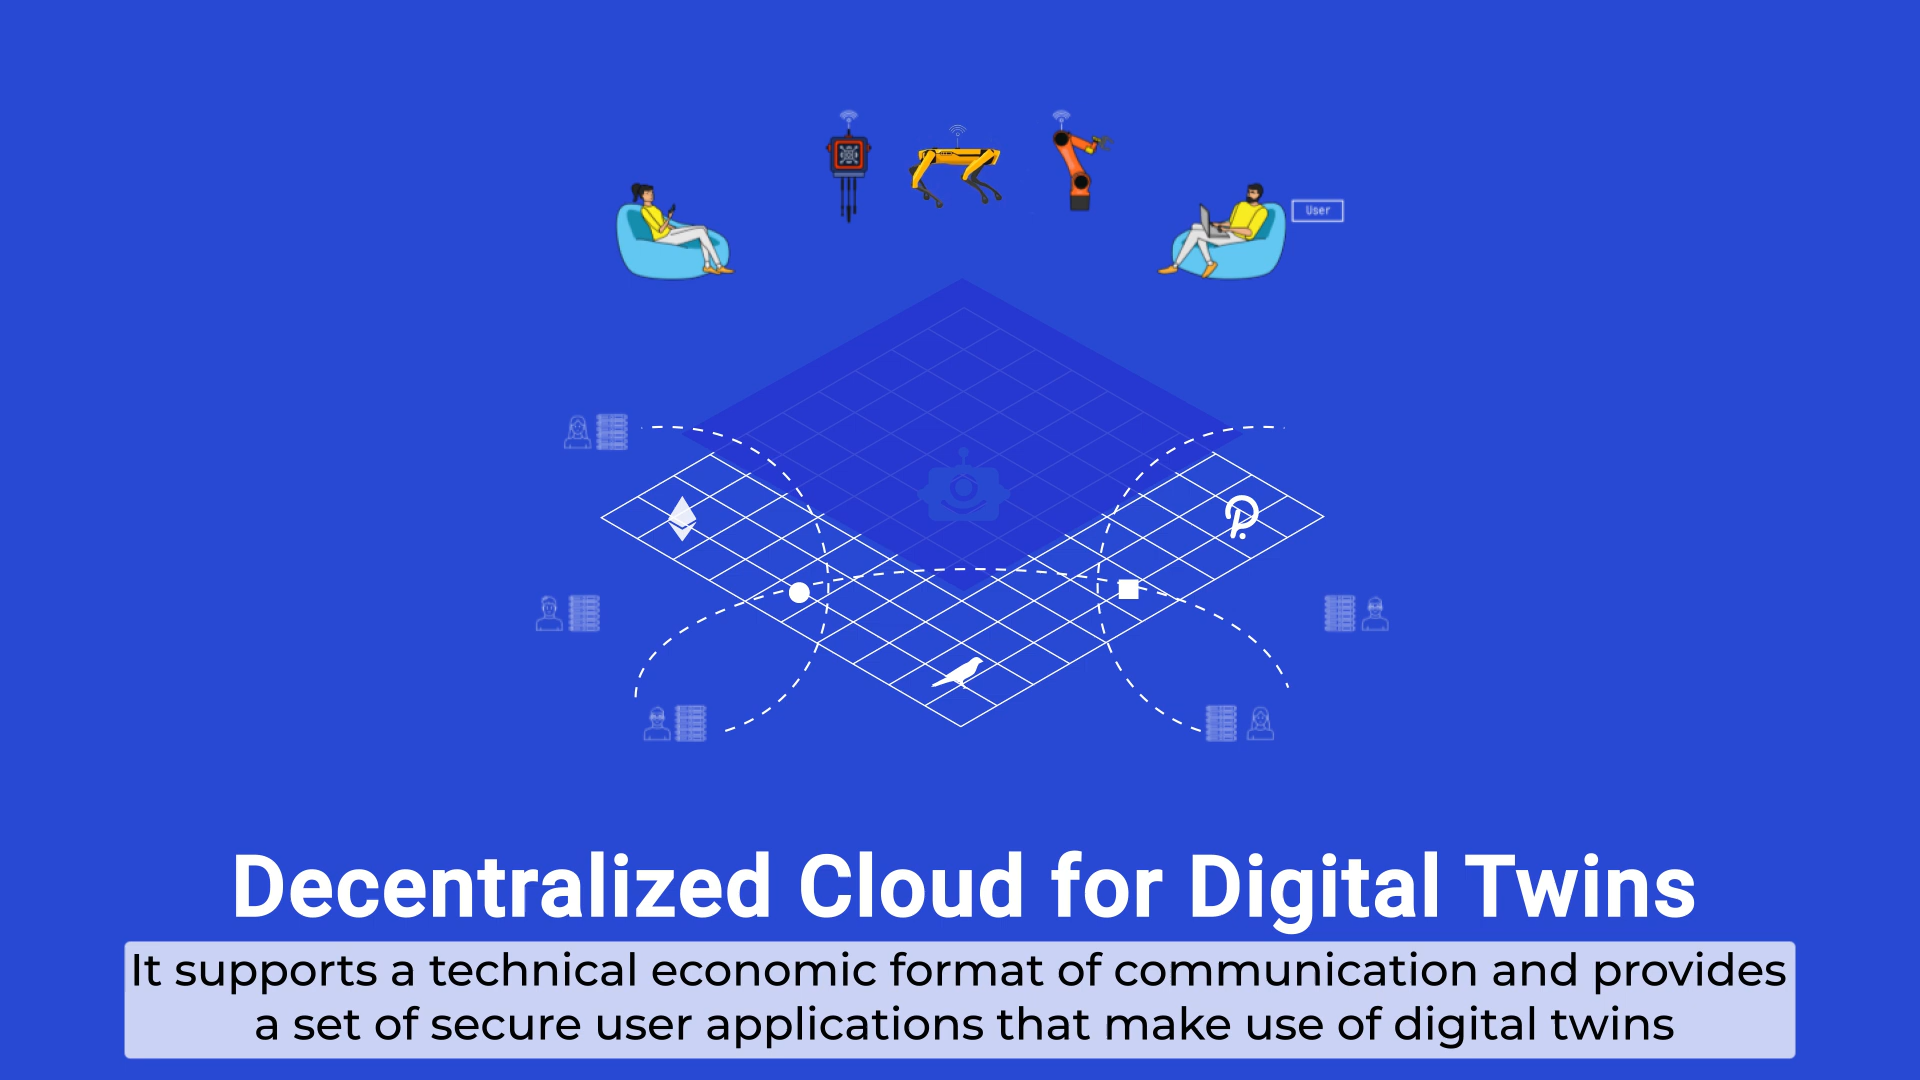 User
Decentralized Cloud for Digital Twins
It supports a technical economic format of communication and provides
a set of secure user applications that make use of digital twins